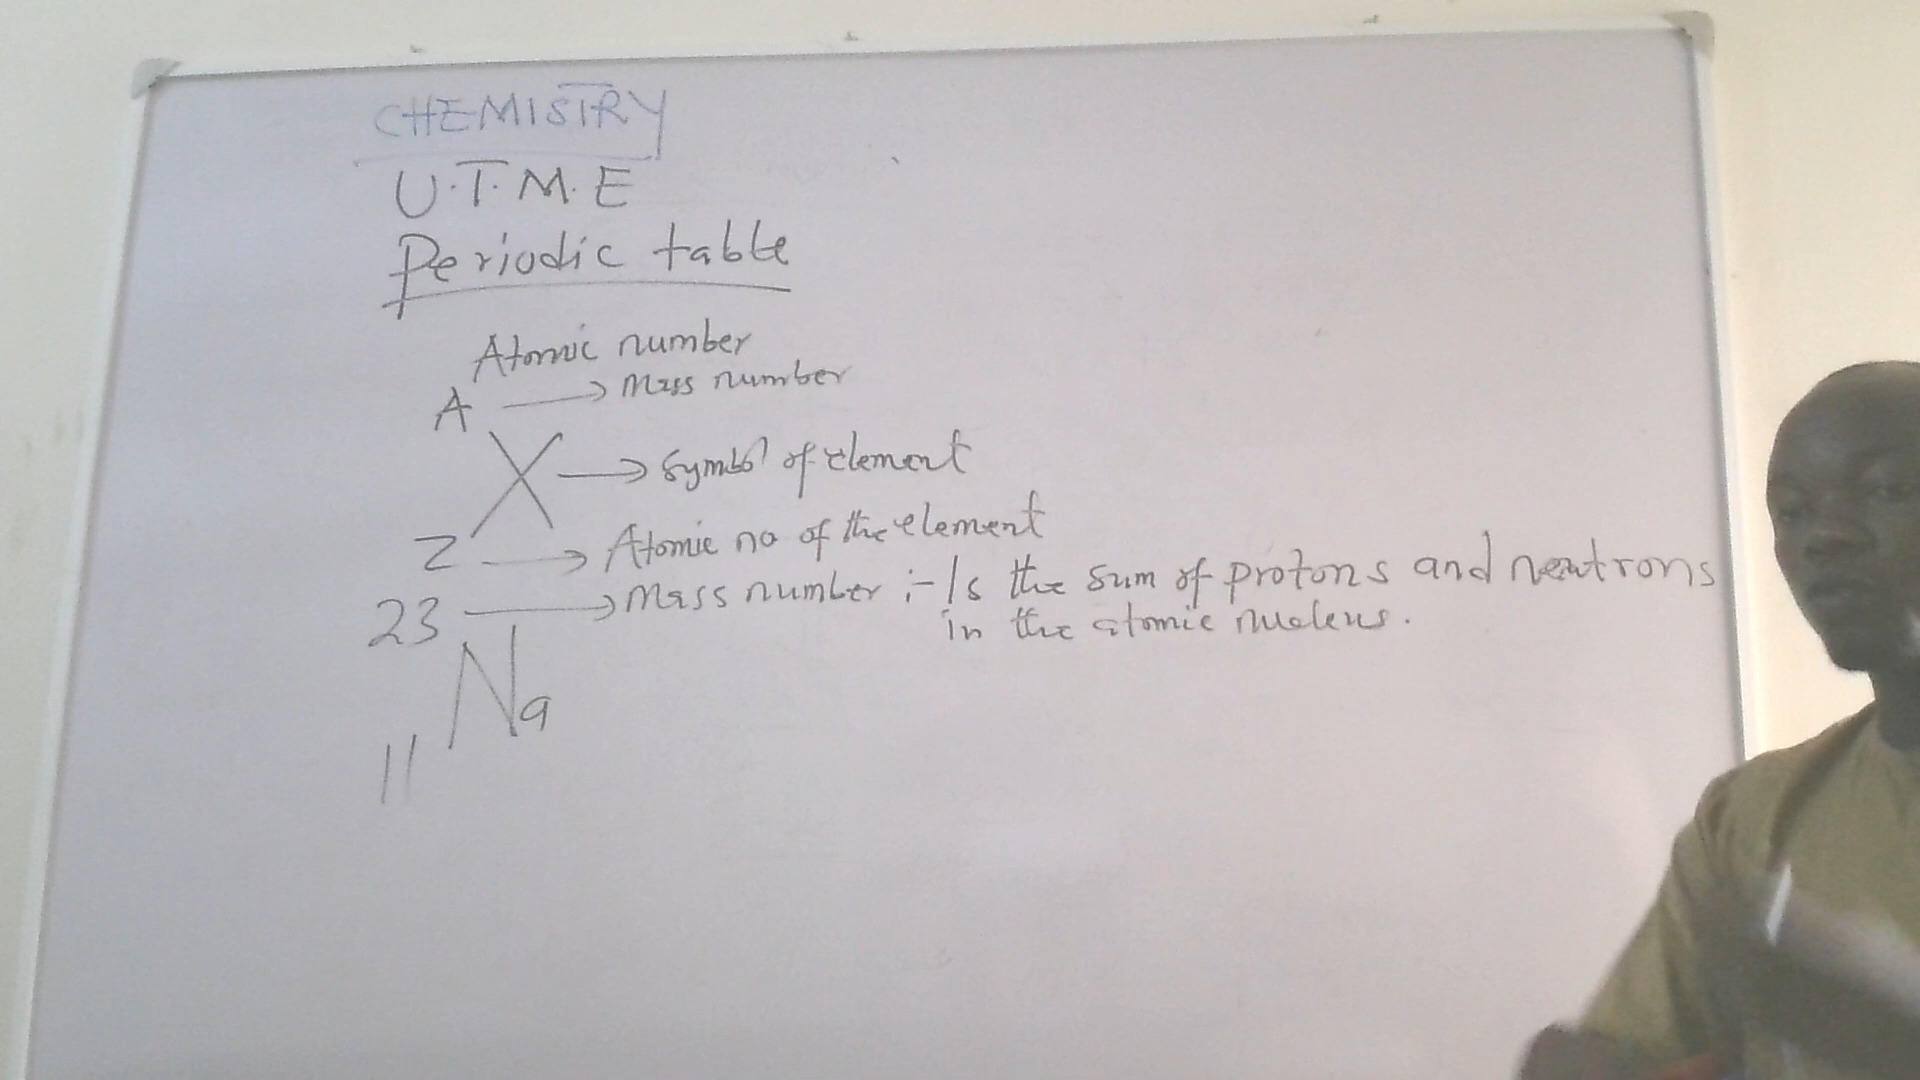 CHEMISTRY
U.T.M.E
Periodic table
Atomic number
A → Mass number
X → Symbol of element
Z → Atomic no of the element
23 → Mass number :- Is the sum of protons and neutrons
in the atomic nucleus.
Na
11